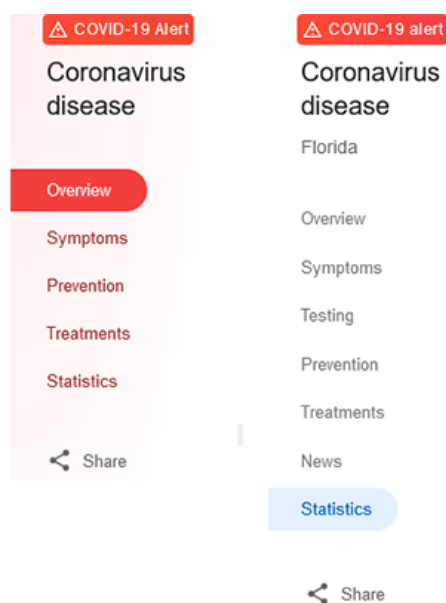 COVID-19 Alert
Coronavirus
disease
Overview
Symptoms
Prevention
Treatments
Statistics
Share
COVID-19 alert
Coronavirus
disease
Florida
Overview
Symptoms
Testing
Prevention
Treatments
News
Statistics
Share